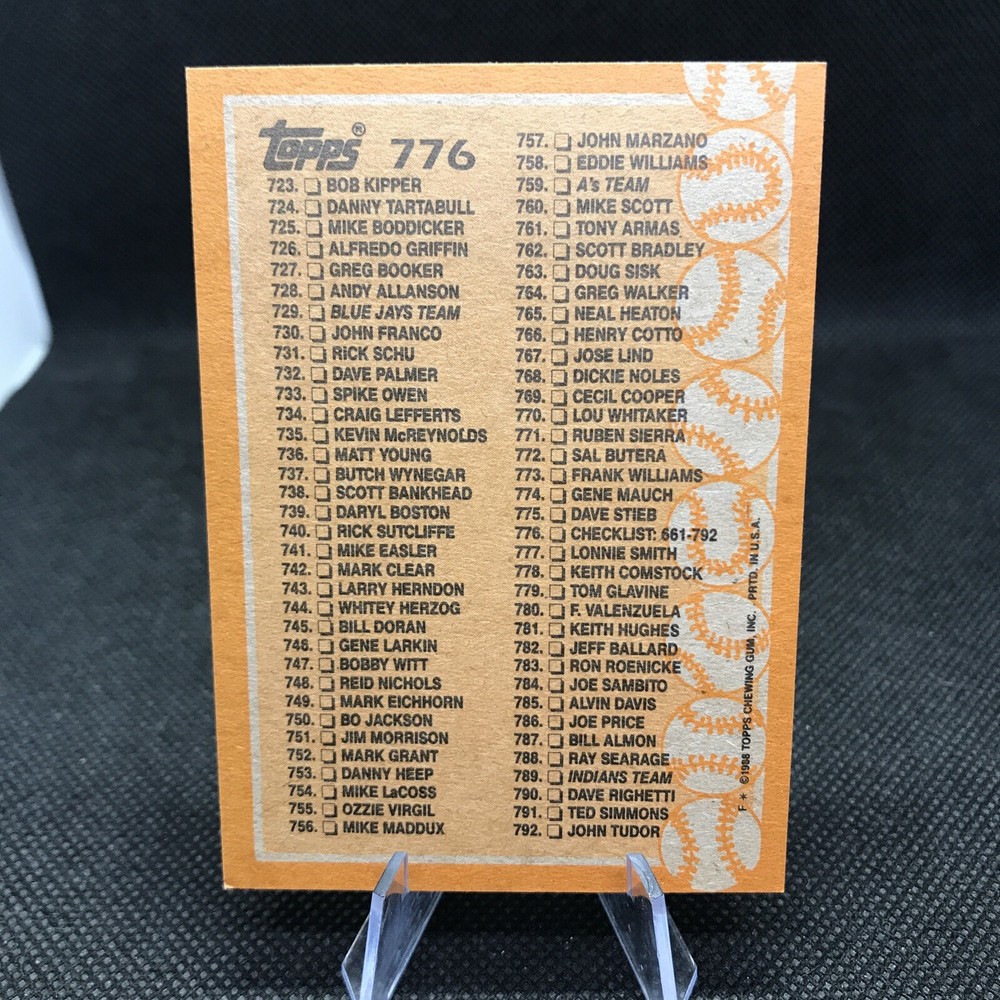 topps® 776
723. BOB KIPPER
724. DANNY TARTABULL
725. MIKE BODDICKER
726. ALFREDO GRIFFIN
727. GREG BOOKER
728. ANDY ALLANSON
729. BLUE JAYS TEAM
730. JOHN FRANCO
731. RICK SCHU
732. DAVE PALMER
733. SPIKE OWEN
734. CRAIG LEFFERTS
735. KEVIN McREYNOLDS
736. MATT YOUNG
737. BUTCH WYNEGAR
738. SCOTT BANKHEAD
739. DARYL BOSTON
740. RICK SUTCLIFFE
741. MIKE EASLER
742. MARK CLEAR
743. LARRY HERNDON
744. WHITEY HERZOG
745. BILL DORAN
746. GENE LARKIN
747. BOBBY WITT
748. REID NICHOLS
749. MARK EICHHORN
750. BO JACKSON
751. JIM MORRISON
752. MARK GRANT
753. DANNY HEEP
754. MIKE LaCOSS
755. OZZIE VIRGIL
756. MIKE MADDUX
757. JOHN MARZANO
758. EDDIE WILLIAMS
759. A's TEAM
760. MIKE SCOTT
761. TONY ARMAS
762. SCOTT BRADLEY
763. DOUG SISK
764. GREG WALKER
765. NEAL HEATON
766. HENRY COTTO
767. JOSE LIND
768. DICKIE NOLES
769. CECIL COOPER
770. LOU WHITAKER
771. RUBEN SIERRA
772. SAL BUTERA
773. FRANK WILLIAMS
774. GENE MAUCH
775. DAVE STIEB
776. CHECKLIST: 661-792
777. LONNIE SMITH
778. KEITH COMSTOCK
779. TOM GLAVINE
780. F. VALENZUELA
781. KEITH HUGHES
782. JEFF BALLARD
783. RON ROENICKE
784. JOE SAMBITO
785. ALVIN DAVIS
786. JOE PRICE
787. BILL ALMON
788. RAY SEARAGE
789. INDIANS TEAM
790. DAVE RIGHETTI
791. TED SIMMONS
792. JOHN TUDOR
F * ©1988 TOPPS CHEWING GUM, INC. PRTD. IN U.S.A.